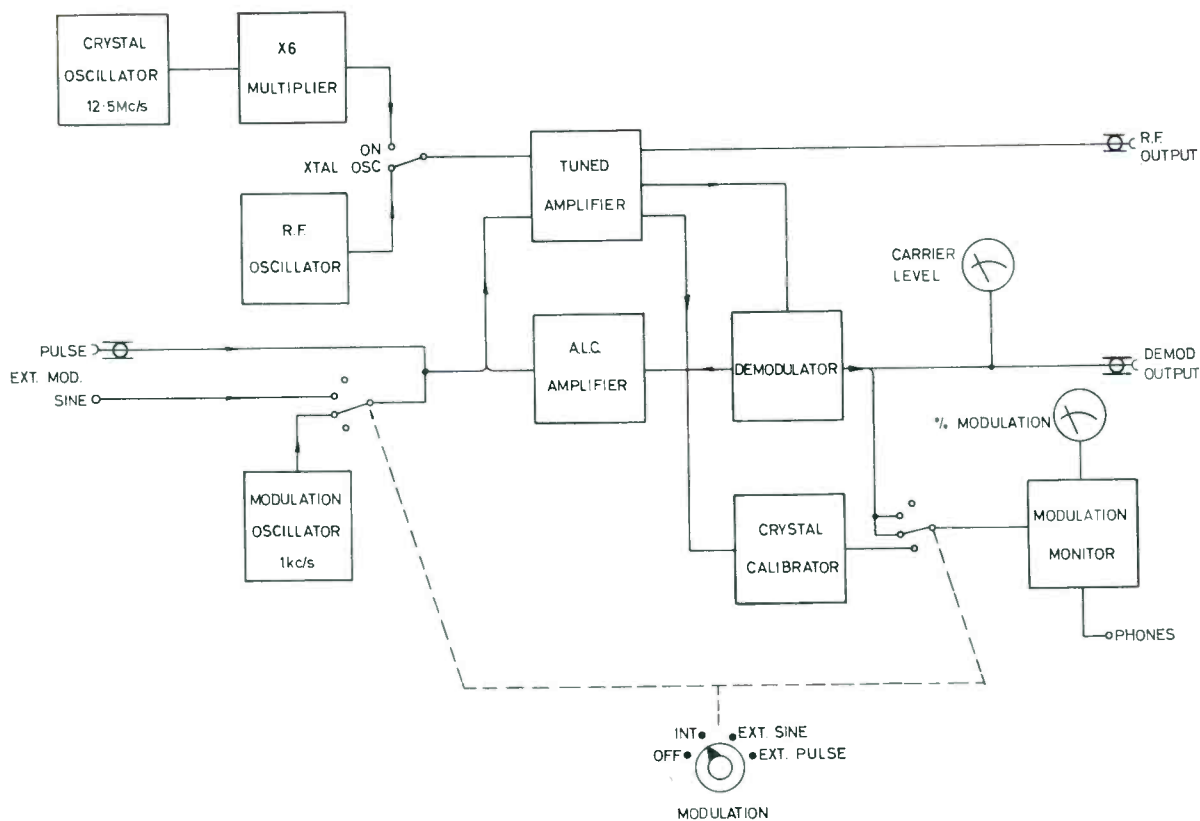 CRYSTAL
OSCILLATOR
12·5Mc/s
X6
MULTIPLIER
ON
XTAL OSC
R.F.
OSCILLATOR
TUNED
AMPLIFIER
R.F.
OUTPUT
CARRIER
LEVEL
PULSE
EXT. MOD.
SINE
A.L.C.
AMPLIFIER
DEMODULATOR
DEMOD
OUTPUT
% MODULATION
MODULATION
OSCILLATOR
1kc/s
CRYSTAL
CALIBRATOR
MODULATION
MONITOR
PHONES
INT
EXT. SINE
OFF
EXT. PULSE
MODULATION